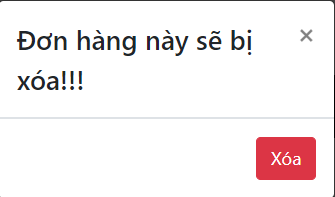 Đơn hàng này sẽ bị
xóa!!!
×
Xóa